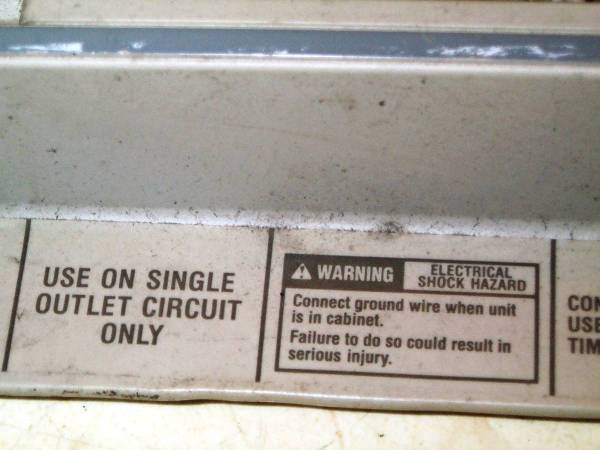 USE ON SINGLE
OUTLET CIRCUIT
ONLY
WARNING
ELECTRICAL
SHOCK HAZARD
Connect ground wire when unit
is in cabinet.
Failure to do so could result in
serious injury.
USE